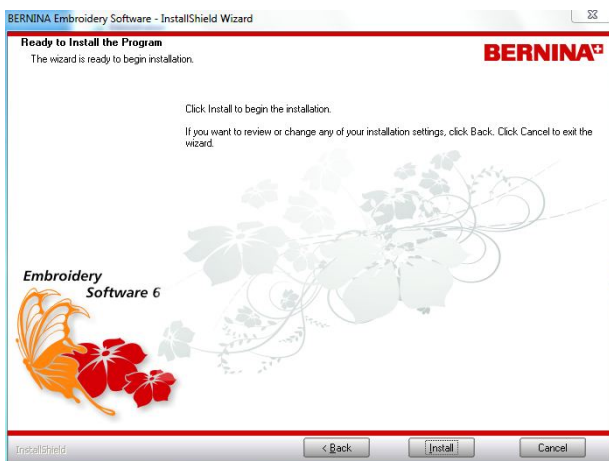 BERNINA Embroidery Software - InstallShield Wizard
Ready to Install the Program
The wizard is ready to begin installation.
BERNINA
Click Install to begin the installation.
If you want to review or change any of your installation settings, click Back. Click Cancel to exit the
wizard.
Embroidery
Software 6
InstallShield
< Back
Install
Cancel